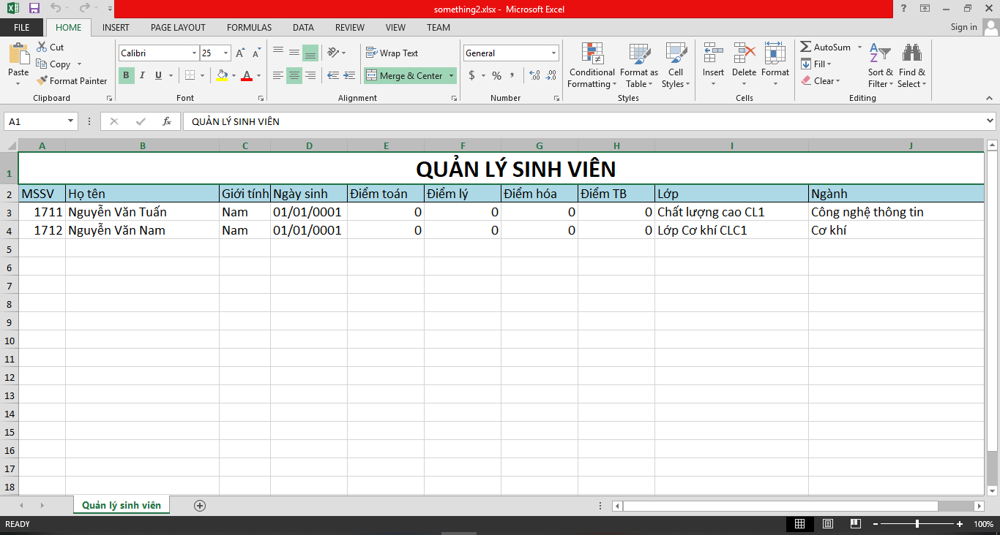 something2.xlsx - Microsoft Excel
?
FILE HOME INSERT PAGE LAYOUT FORMULAS DATA REVIEW VIEW TEAM Sign in
Paste
Cut
Copy
Format Painter
Clipboard
Calibri 25 A A
B I U A
Font
Wrap Text
Merge & Center
Alignment
General
$ % , .00 .00
Number
Conditional Formatting
Format as Table
Cell Styles
Styles
Insert Delete Format
Cells
AutoSum
Fill
Clear
Sort & Filter
Find & Select
Editing
A1 fx QUẢN LÝ SINH VIÊN
A B C D E F G H I J
1 QUẢN LÝ SINH VIÊN
2 MSSV Họ tên Giới tính Ngày sinh Điểm toán Điểm lý Điểm hóa Điểm TB Lớp Ngành
3 1711 Nguyễn Văn Tuấn Nam 01/01/0001 0 0 0 0 Chất lượng cao CL1 Công nghệ thông tin
4 1712 Nguyễn Văn Nam Nam 01/01/0001 0 0 0 0 Lớp Cơ khí CLC1 Cơ khí
5
6
7
8
9
10
11
12
13
14
15
16
17
18
Quản lý sinh viên
READY 100%